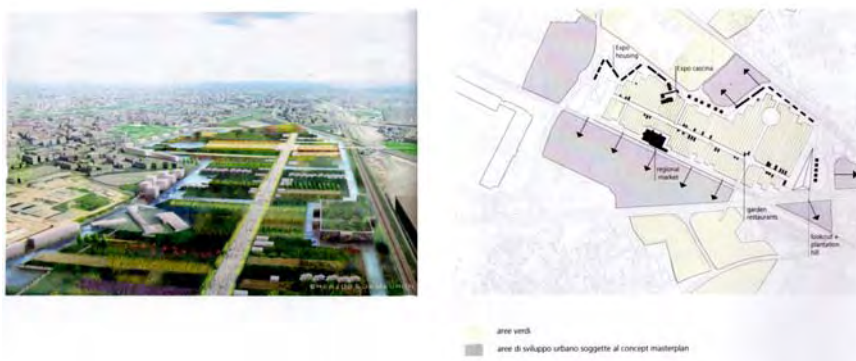 Expo
housing
Expo cascina
regional
market
garden
restaurants
lookout +
plantation
hill
aree verdi
aree di sviluppo urbano soggette al concept masterplan